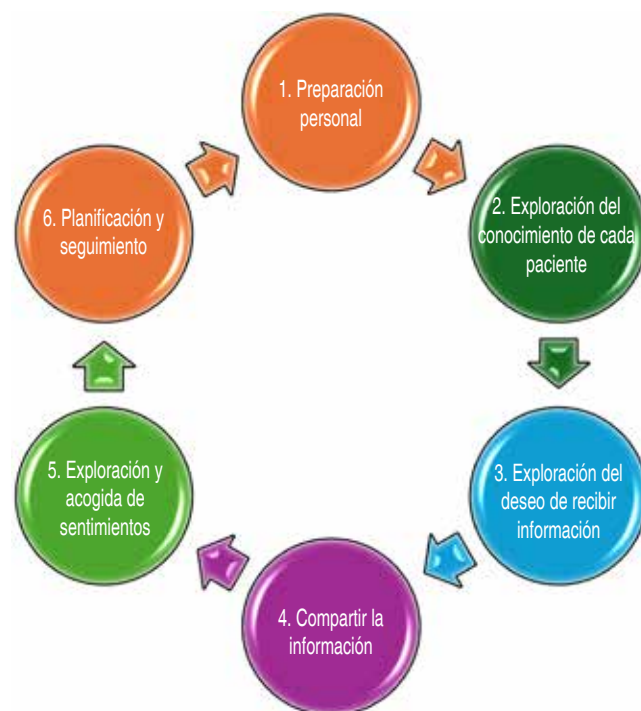 1. Preparación
personal
2. Exploración del
conocimiento de cada
paciente
3. Exploración del
deseo de recibir
información
4. Compartir la
información
5. Exploración y
acogida de
sentimientos
6. Planificación y
seguimiento